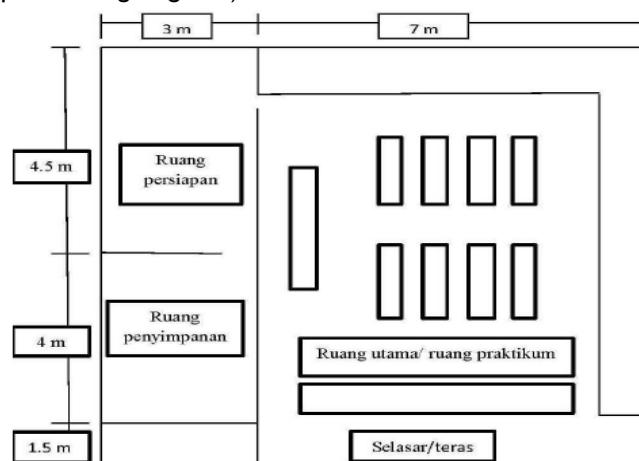 3 m
7 m
4.5 m
Ruang
persiapan
Ruang
penyimpanan
4 m
Ruang utama/ ruang praktikum
1.5 m
Selasar/teras